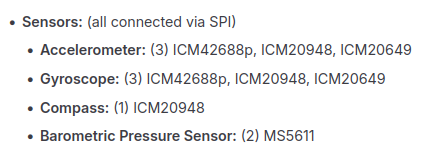 Sensors: (all connected via SPI)
Accelerometer: (3) ICM42688p, ICM20948, ICM20649
Gyroscope: (3) ICM42688p, ICM20948, ICM20649
Compass: (1) ICM20948
Barometric Pressure Sensor: (2) MS5611